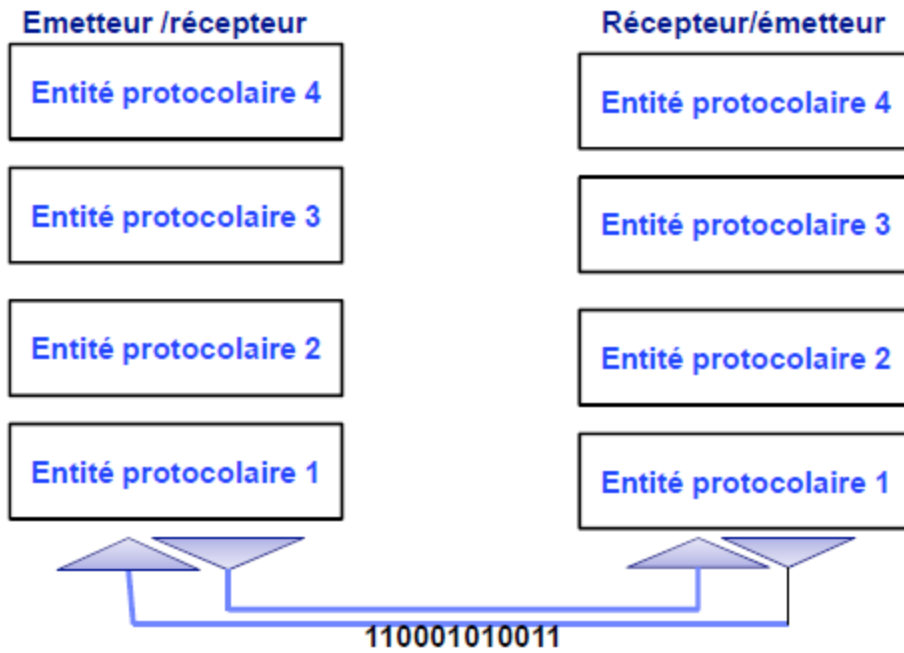 Emetteur /récepteur
Récepteur/émetteur
Entité protocolaire 4
Entité protocolaire 4
Entité protocolaire 3
Entité protocolaire 3
Entité protocolaire 2
Entité protocolaire 2
Entité protocolaire 1
Entité protocolaire 1
110001010011